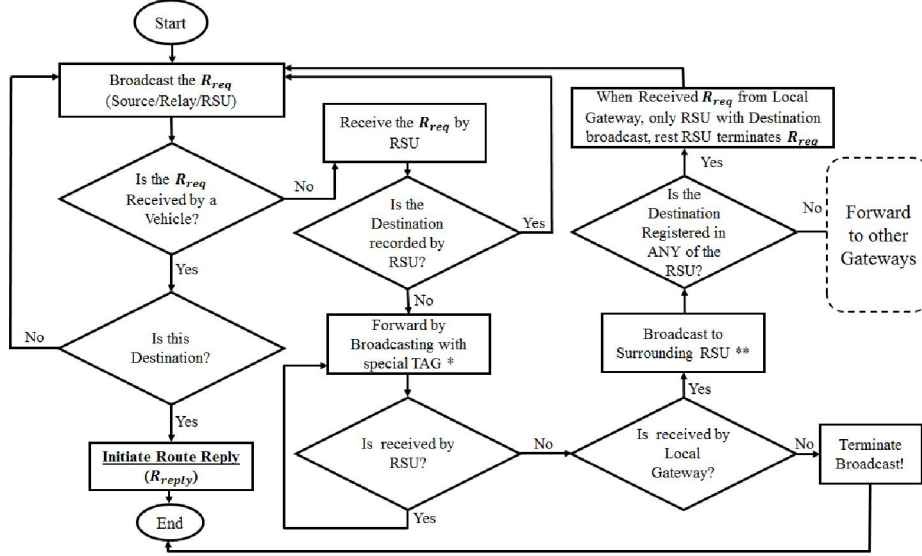 Start
Broadcast the R_req
(Source/Relay/RSU)
Is the R_req
Received by a
Vehicle?
No
Yes
Is this
Destination?
No
Yes
Initiate Route Reply
(R_reply)
End
Receive the R_req by
RSU
Is the
Destination
recorded by
RSU?
Yes
No
Forward by
Broadcasting with
special TAG *
Is received by
RSU?
Yes
No
Is received by
Local
Gateway?
Yes
No
Terminate
Broadcast!
Broadcast to
Surrounding RSU **
Is the
Destination
Registered in
ANY of the
RSU?
Yes
No
When Received R_req from Local
Gateway, only RSU with Destination
broadcast, rest RSU terminates R_req
Forward
to other
Gateways